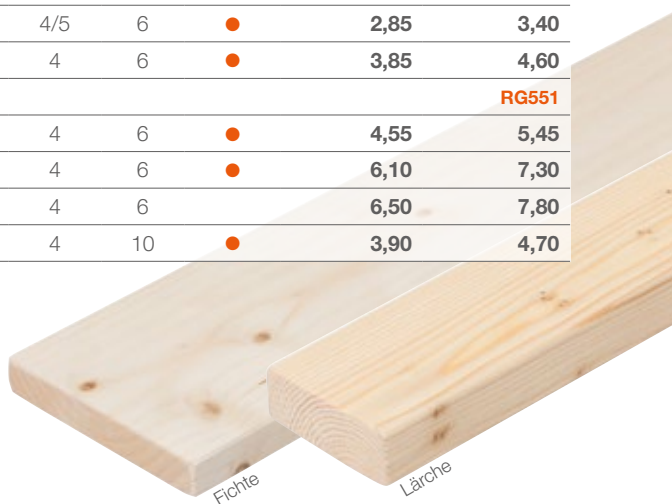 4/5 6 ● 2,85 3,40
4 6 ● 3,85 4,60
RG551
4 6 ● 4,55 5,45
4 6 ● 6,10 7,30
4 6 6,50 7,80
4 10 ● 3,90 4,70
Fichte
Lärche